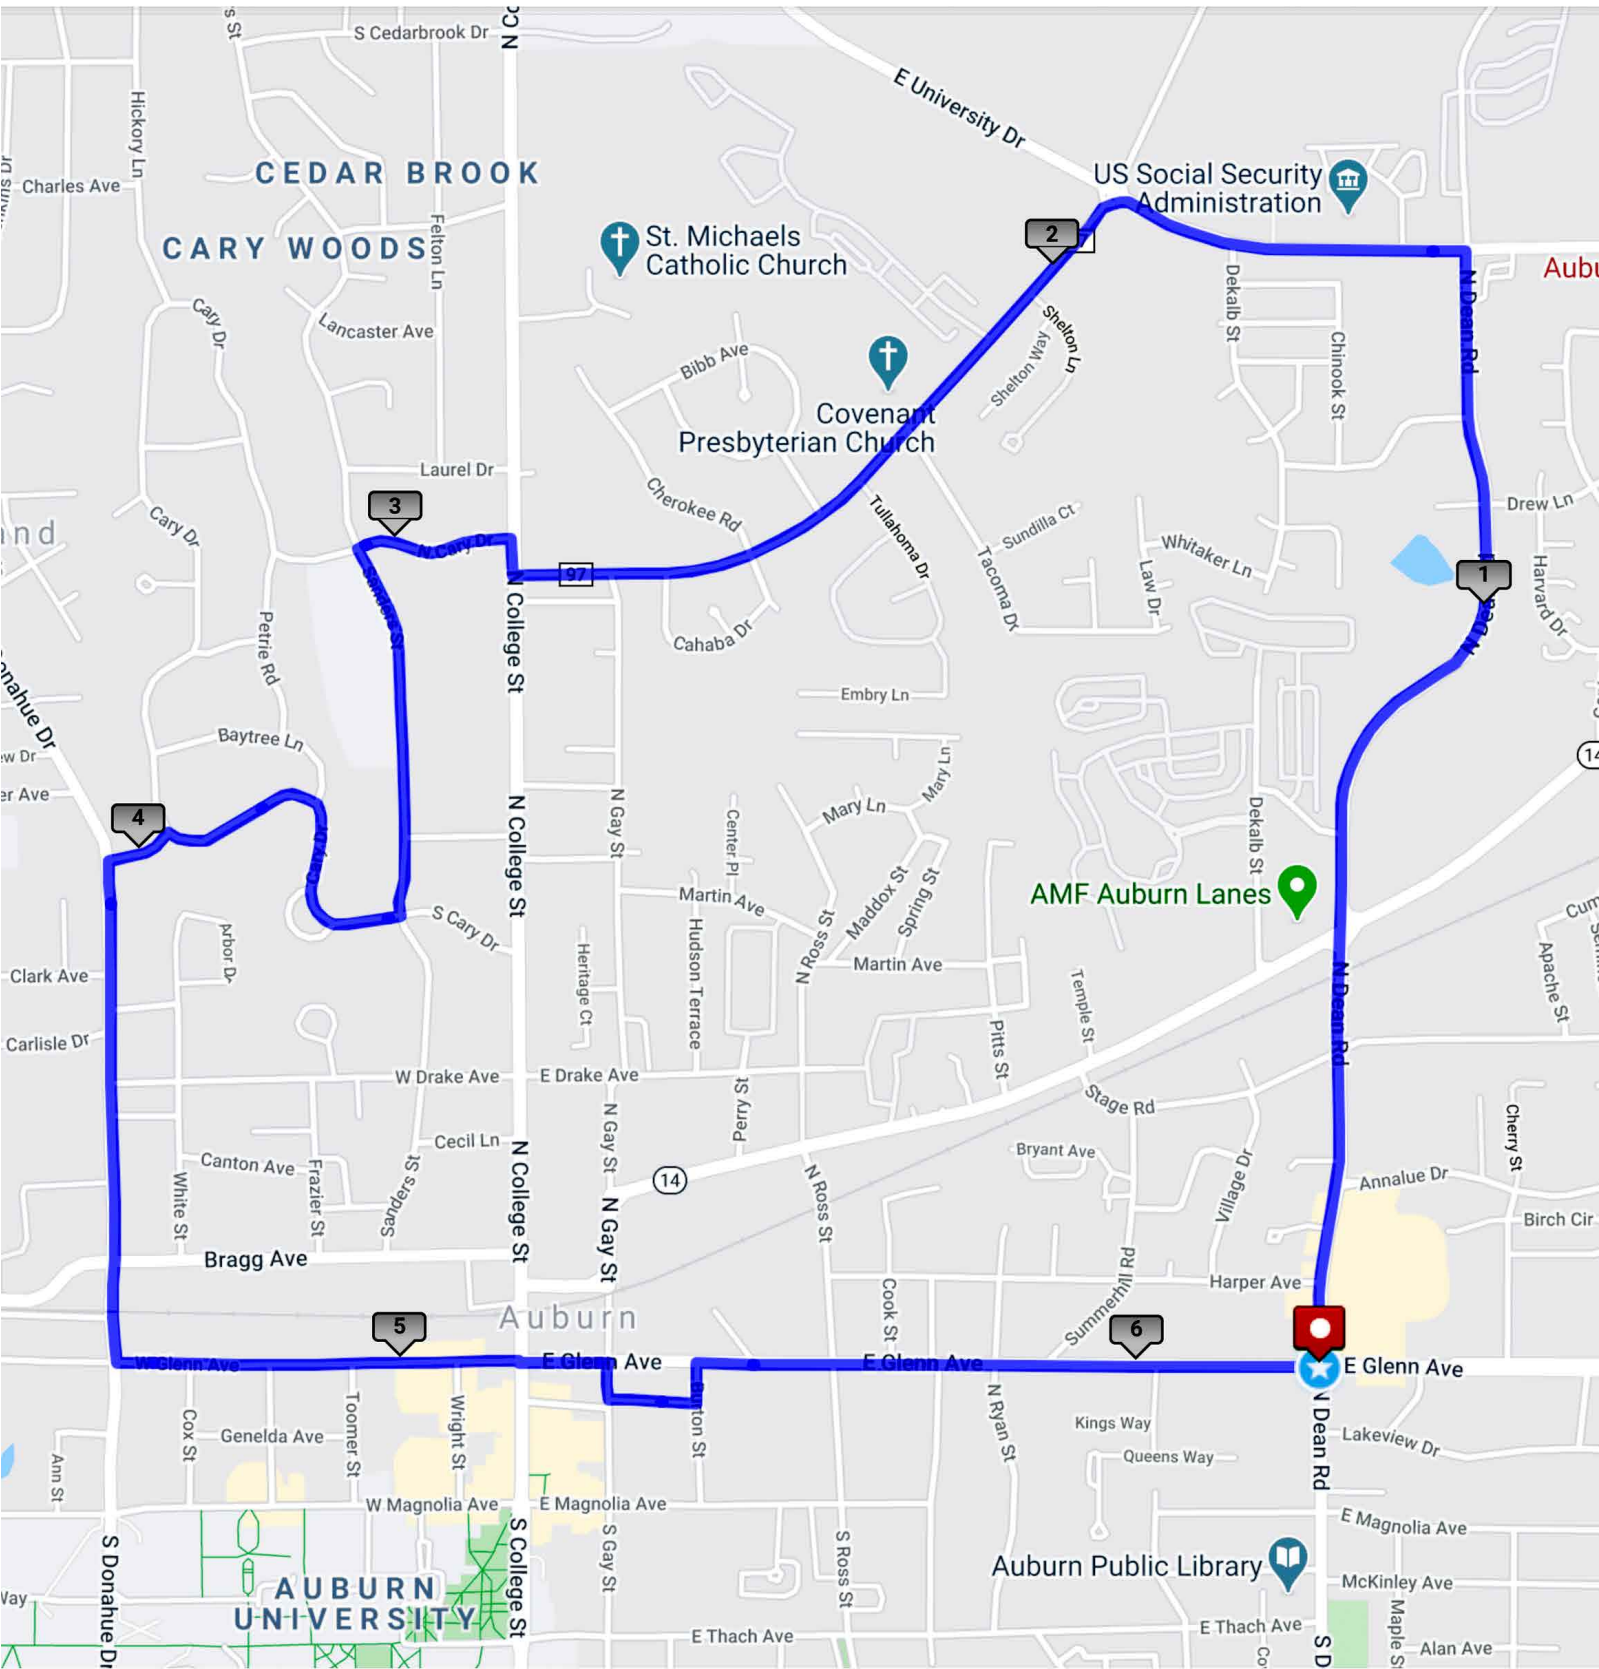 S Cedarbrook Dr
N
Hickory Ln
E University Dr
CEDAR BROOK
Charles Ave
US Social Security
Administration
2
CARY WOODS
Felton Ln
St. Michaels
Catholic Church
Cary Dr
Lancaster Ave
Dekalb St
N Dean Rd
Shelton Ln
Shelton Way
Chinook St
Bibb Ave
Covenant
Presbyterian Church
Laurel Dr
3
Cherokee Rd
Cary Dr
N Cary Dr
Tullahoma Dr
Sundilla Ct
Whitaker Ln
Drew Ln
97
Sanders St
N College St
Tacoma Dr
Law Dr
1
Harvard Dr
Petrie Rd
Cahaba Dr
Embry Ln
Baytree Ln
Mary Ln
Mary Ln
4
N Gay St
N College St
Center Pl
Dekalb St
AMF Auburn Lanes
Martin Ave
Maddox St
Spring St
S Cary Dr
Arbor Dr
Clark Ave
Heritage Ct
Hudson Terrace
N Ross St
Martin Ave
Temple St
N Dean Rd
Apache St
Carlisle Dr
Pitts St
W Drake Ave
E Drake Ave
Perry St
Stage Rd
N Gay St
Cecil Ln
Bryant Ave
Cherry St
Canton Ave
White St
Frazier St
Sanders St
N College St
14
N Ross St
Village Dr
Annalue Dr
Birch Cir
N Gay St
Bragg Ave
Summerhill Rd
Harper Ave
Cook St
Auburn
5
6
W Glenn Ave
E Glenn Ave
E Glenn Ave
E Glenn Ave
Burton St
Cox St
Genelda Ave
Toomer St
Wright St
N Ryan St
Kings Way
Queens Way
N Dean Rd
Lakeview Dr
Ann St
W Magnolia Ave
E Magnolia Ave
E Magnolia Ave
S Donahue Dr
S College St
S Gay St
S Ross St
Auburn Public Library
McKinley Ave
AUBURN
UNIVERSITY
E Thach Ave
E Thach Ave
Maple St
Alan Ave